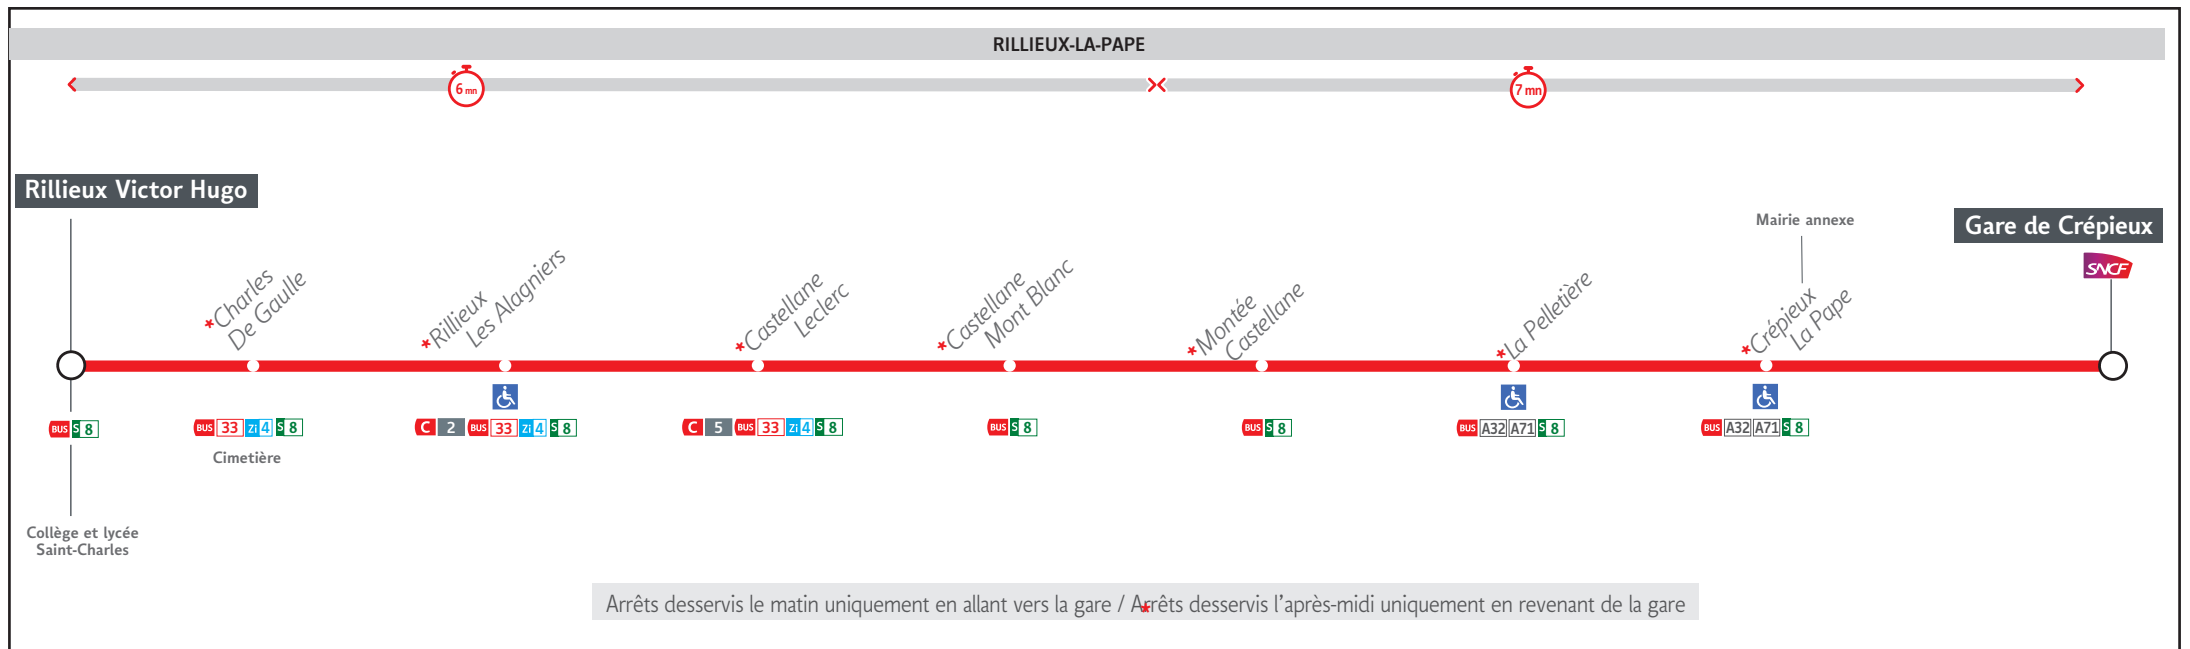 RILLIEUX-LA-PAPE
6 mn
7 mn
Rillieux Victor Hugo
Mairie annexe
Gare de Crépieux
SNCF
*Charles
De Gaulle
*Rillieux
Les Alagniers
*Castellane
Leclerc
*Castellane
Mont Blanc
*Montée
Castellane
*La Pelletière
*Crépieux
La Pape
BUS S 8
BUS 33 Zi 4 S 8
C 2 BUS 33 Zi 4 S 8
C 5 BUS 33 Zi 4 S 8
BUS S 8
BUS S 8
BUS A32 A71 S 8
BUS A32 A71 S 8
Cimetière
Collège et lycée
Saint-Charles
Arrêts desservis le matin uniquement en allant vers la gare / Arrêts desservis l'après-midi uniquement en revenant de la gare